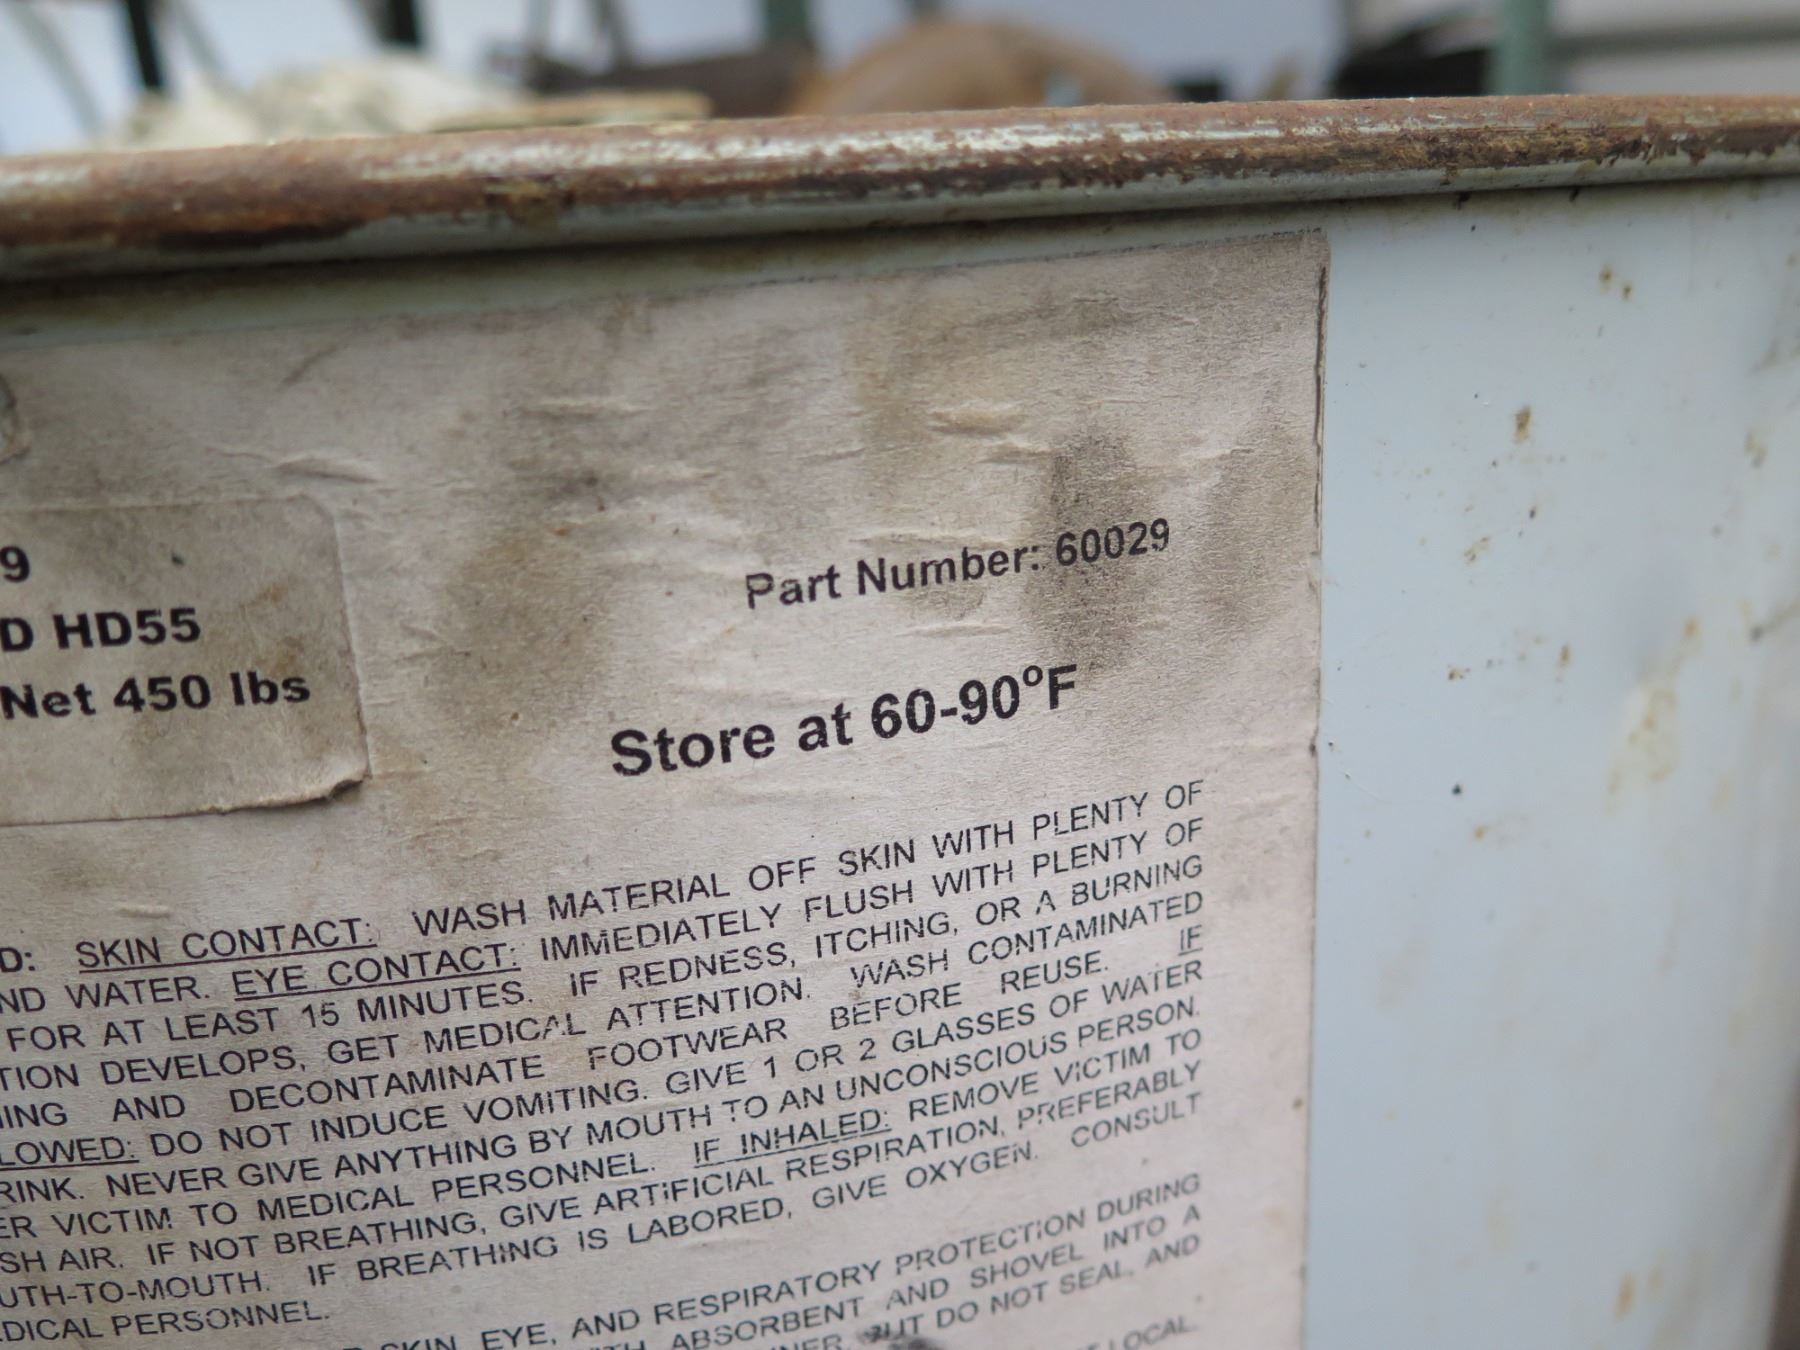 9
D HD55
Net 450 lbs
Part Number: 60029
Store at 60-90°F
D: SKIN CONTACT: WASH MATERIAL OFF SKIN WITH PLENTY OF
ND WATER. EYE CONTACT: IMMEDIATELY FLUSH WITH PLENTY OF
FOR AT LEAST 15 MINUTES. IF REDNESS, ITCHING, OR A BURNING
TION DEVELOPS, GET MEDICAL ATTENTION. WASH CONTAMINATED
ING AND DECONTAMINATE FOOTWEAR BEFORE REUSE. IF
LOWED: DO NOT INDUCE VOMITING. GIVE 1 OR 2 GLASSES OF WATER
RINK. NEVER GIVE ANYTHING BY MOUTH TO AN UNCONSCIOUS PERSON.
ER VICTIM TO MEDICAL PERSONNEL. IF INHALED: REMOVE VICTIM TO
SH AIR. IF NOT BREATHING, GIVE ARTIFICIAL RESPIRATION, PREFERABLY
UTH-TO-MOUTH. IF BREATHING IS LABORED, GIVE OXYGEN. CONSULT
DICAL PERSONNEL.
SKIN, EYE, AND RESPIRATORY PROTECTION DURING
ABSORBENT AND SHOVEL INTO A
BUT DO NOT SEAL, AND
LOCAL